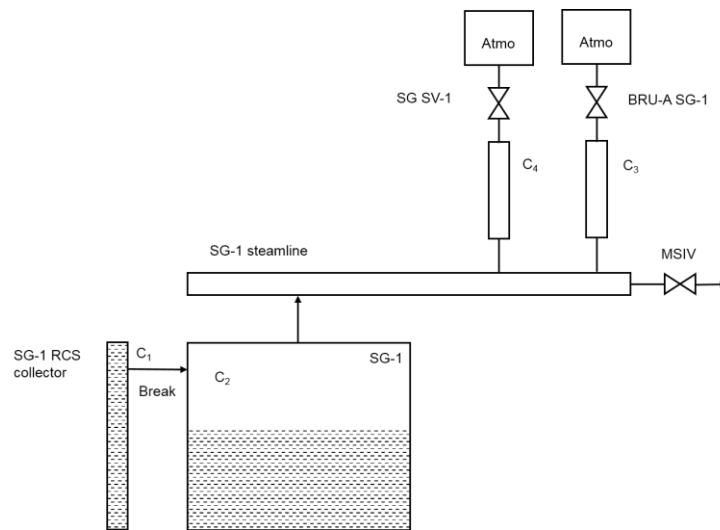 Atmo
Atmo
SG SV-1
BRU-A SG-1
C₄
C₃
SG-1 steamline
MSIV
SG-1 RCS
collector
C₁
Break
SG-1
C₂